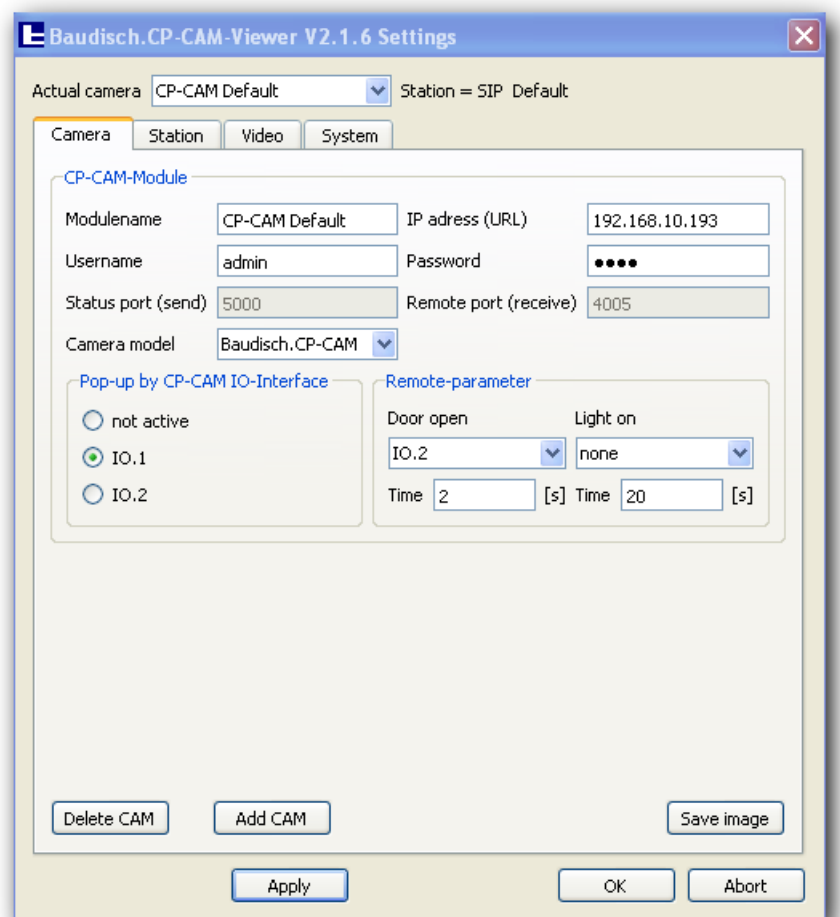 Baudisch.CP-CAM-Viewer V2.1.6 Settings
Actual camera CP-CAM Default Station = SIP Default
Camera Station Video System
CP-CAM-Module
Modulename CP-CAM Default IP adress (URL) 192.168.10.193
Username admin Password ●●●●
Status port (send) 5000 Remote port (receive) 4005
Camera model Baudisch.CP-CAM
Pop-up by CP-CAM IO-Interface Remote-parameter
not active Door open Light on
IO.1 IO.2 none
IO.2 Time 2 [s] Time 20 [s]
Delete CAM Add CAM Save image
Apply OK Abort